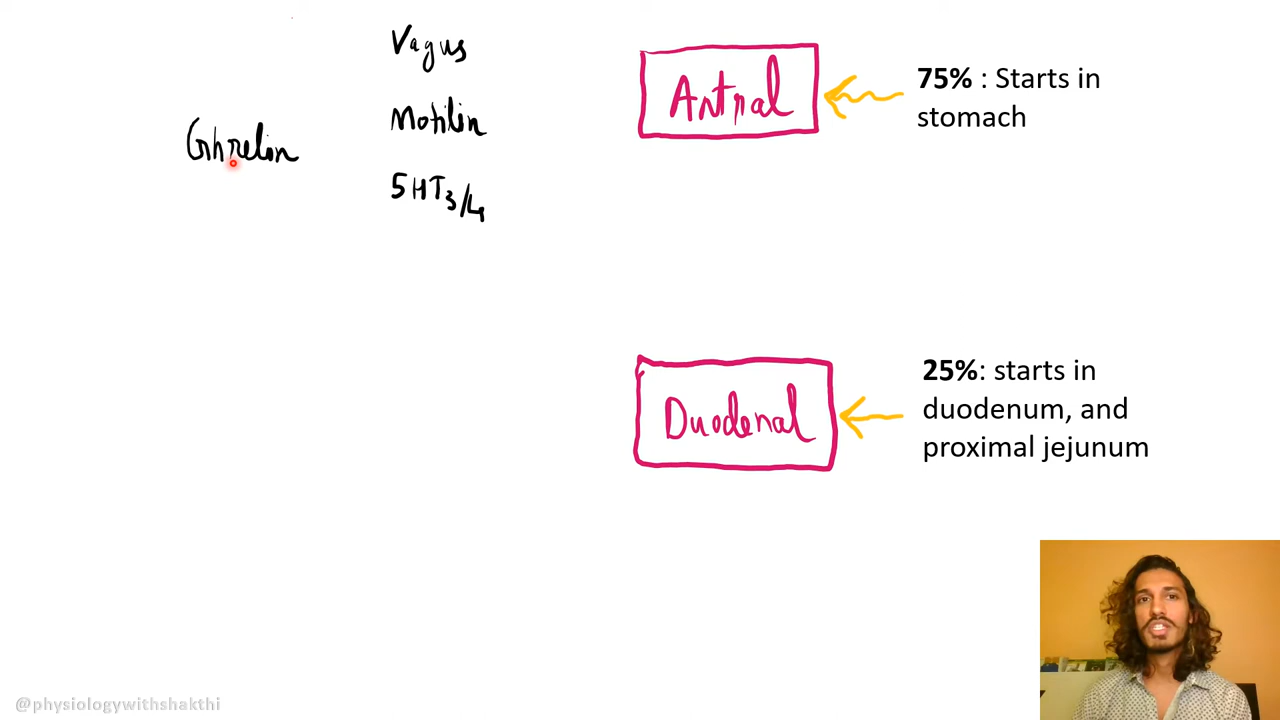 Vagus
Motilin
Ghrelin
5HT3/4
Antral
75% : Starts in
stomach
Duodenal
25%: starts in
duodenum, and
proximal jejunum
@physiologywithshakthi